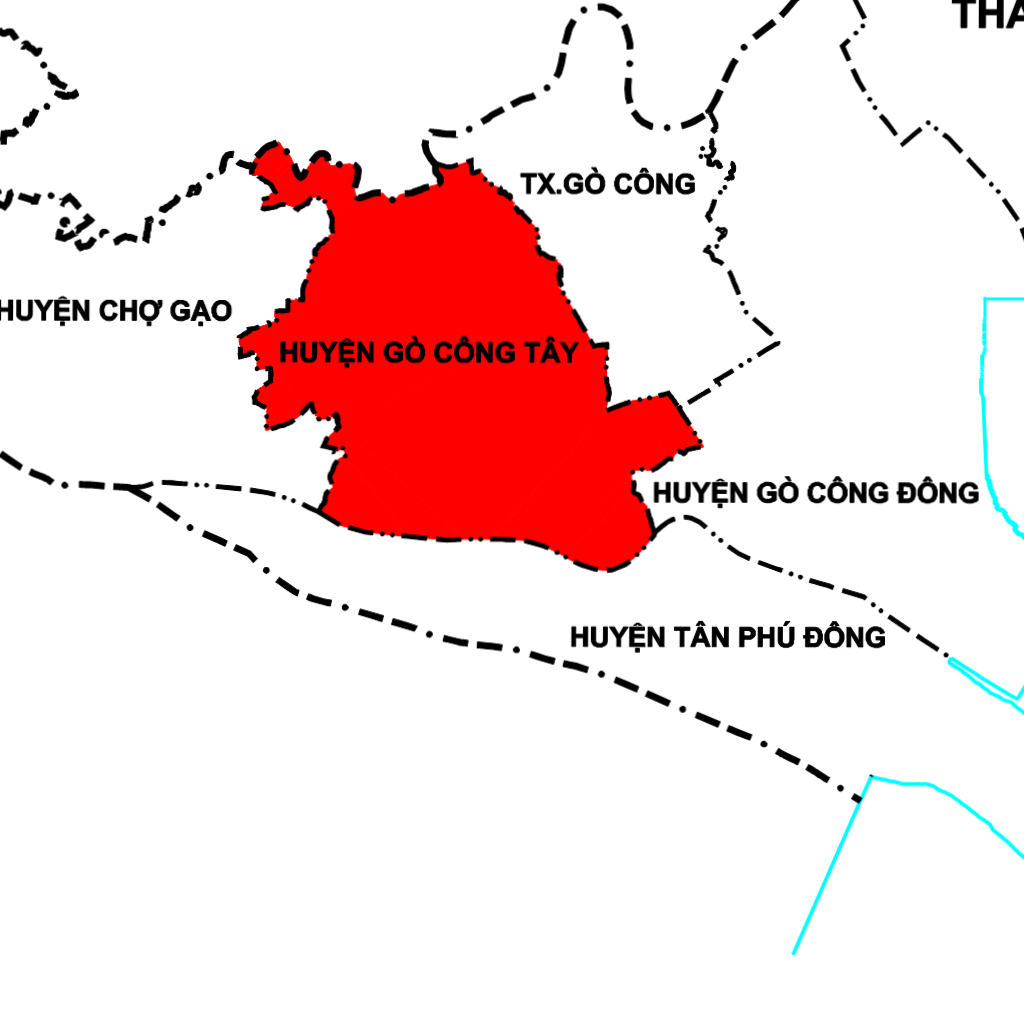 THA
TX.GÒ CÔNG
HUYỆN CHỢ GẠO
HUYỆN GÒ CÔNG TÂY
HUYỆN GÒ CÔNG ĐÔNG
HUYỆN TÂN PHÚ ĐÔNG